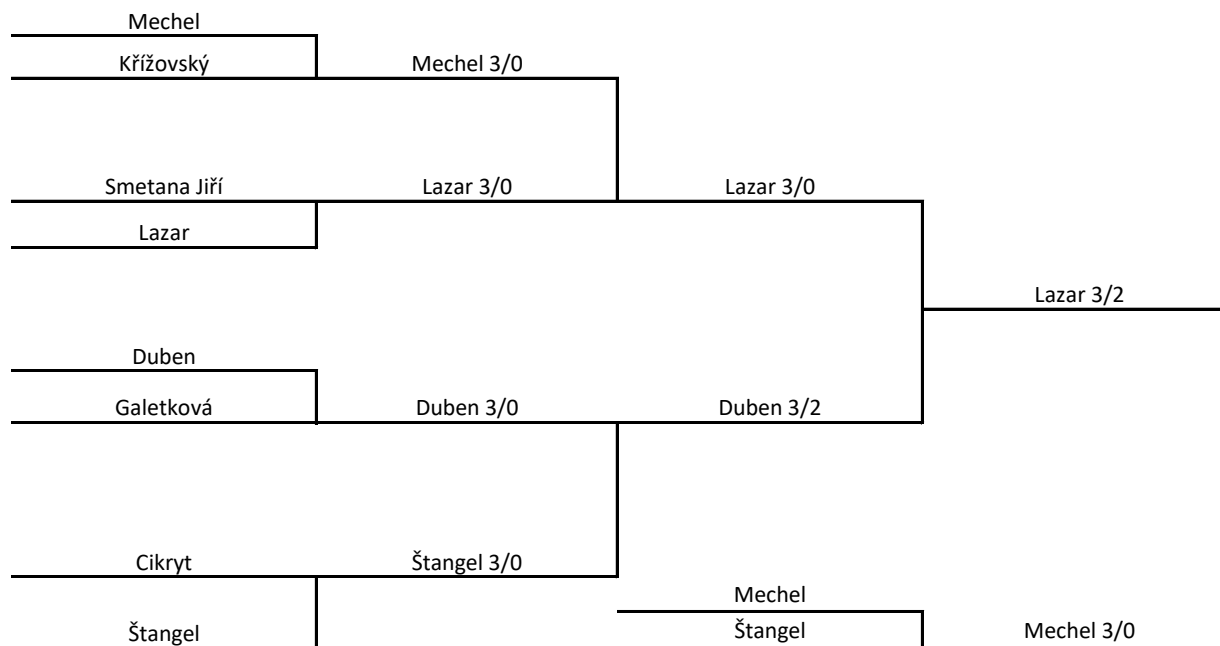 Mechel
Křížovský
Mechel 3/0
Smetana Jiří
Lazar 3/0
Lazar 3/0
Lazar
Lazar 3/2
Duben
Galetková
Duben 3/0
Duben 3/2
Cikryt
Štangel 3/0
Mechel
Štangel
Štangel
Mechel 3/0